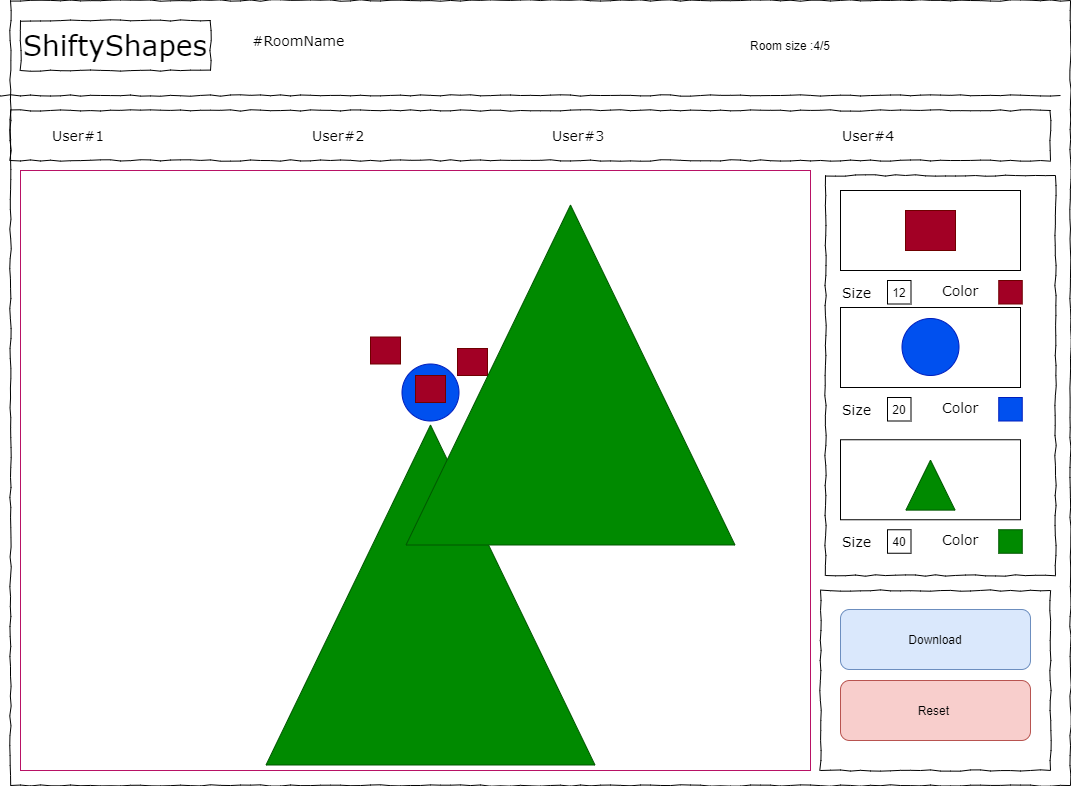 ShiftyShapes
#RoomName
Room size :4/5
User#1 User#2 User#3 User#4
Size 12 Color
Size 20 Color
Size 40 Color
Download
Reset